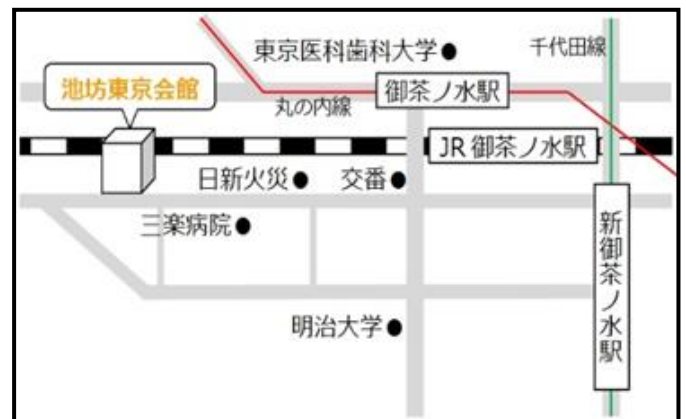 東京医科歯科大学
千代田線
池坊東京会館
御茶ノ水駅
丸の内線
JR 御茶ノ水駅
日新火災
交番
三楽病院
新御茶ノ水駅
明治大学